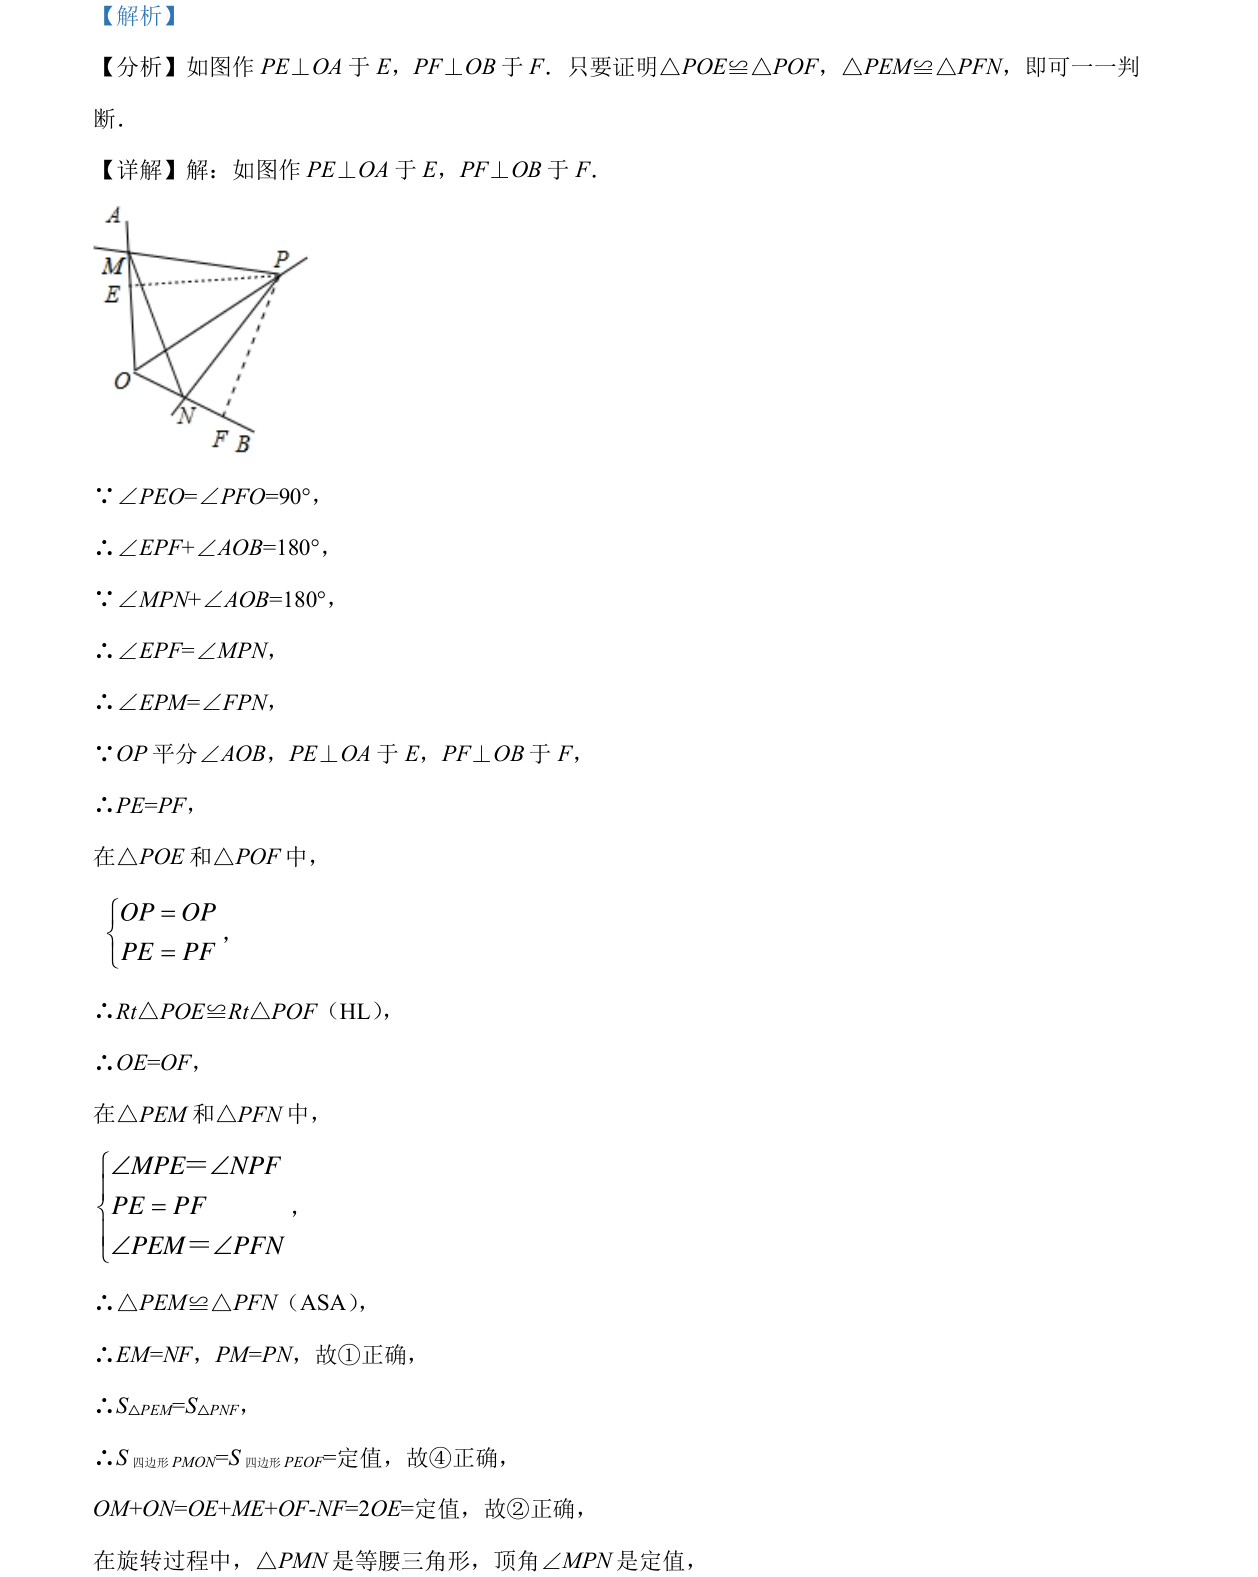 【解析】
【分析】如图作 PE⊥OA 于 E，PF⊥OB 于 F．只要证明△POE≌△POF，△PEM≌△PFN，即可一一判
断．
【详解】解：如图作 PE⊥OA 于 E，PF⊥OB 于 F．
A
P
M
E
O
N
F B
∵∠PEO=∠PFO=90°，
∴∠EPF+∠AOB=180°，
∵∠MPN+∠AOB=180°，
∴∠EPF=∠MPN，
∴∠EPM=∠FPN，
∵OP 平分∠AOB，PE⊥OA 于 E，PF⊥OB 于 F，
∴PE=PF，
在△POE 和△POF 中，
{OP = OP
PE = PF ，
∴Rt△POE≌Rt△POF（HL），
∴OE=OF，
在△PEM 和△PFN 中，
{∠MPE＝∠NPF
PE = PF ，
∠PEM＝∠PFN
∴△PEM≌△PFN（ASA），
∴EM=NF，PM=PN，故①正确，
∴S△PEM=S△PNF，
∴S 四边形 PMON=S 四边形 PEOF=定值，故④正确，
OM+ON=OE+ME+OF-NF=2OE=定值，故②正确，
在旋转过程中，△PMN 是等腰三角形，顶角∠MPN 是定值，